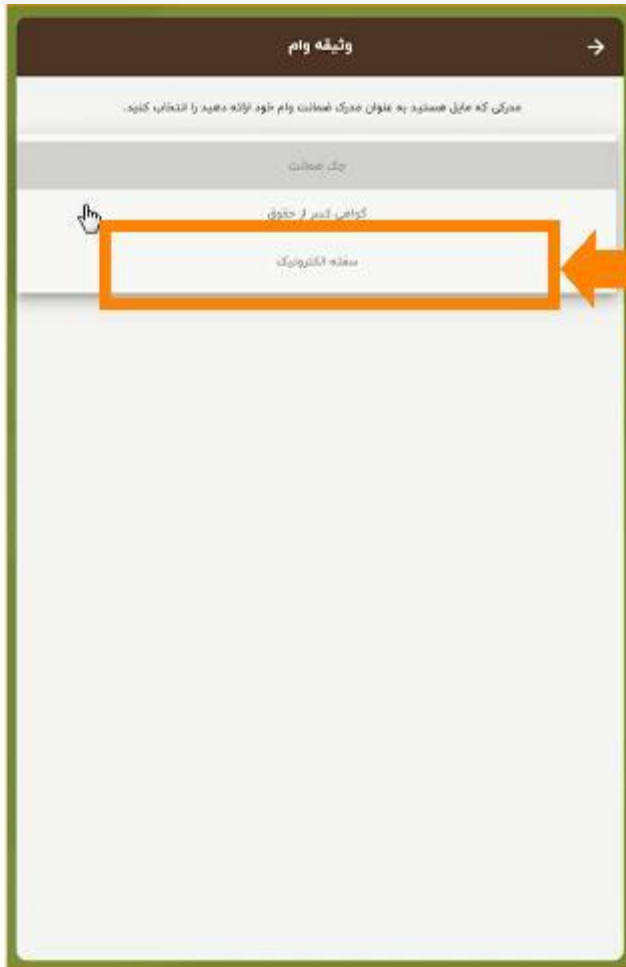 وثیقه وام
مدرکی که مایل هستید به عنوان مدرک ضمانت وام خود ارائه دهید را انتخاب کنید.
چک ضمانت
گواهی کسر از حقوق
سفته الکترونیک